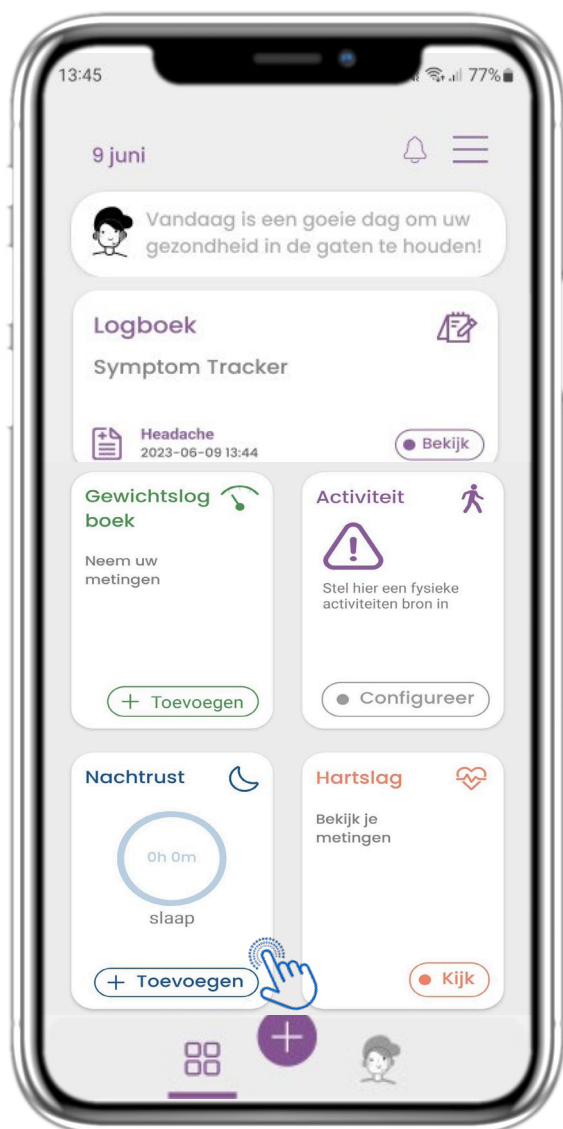 13:45
77%
9 juni
Vandaag is een goeie dag om uw
gezondheid in de gaten te houden!
Logboek
Symptom Tracker
Headache
2023-06-09 13:44
Bekijk
Gewichtslog
boek
Neem uw
metingen
+ Toevoegen
Activiteit
Stel hier een fysieke
activiteiten bron in
Configureer
Nachtrust
0h 0m
slaap
+ Toevoegen
Hartslag
Bekijk je
metingen
Kijk